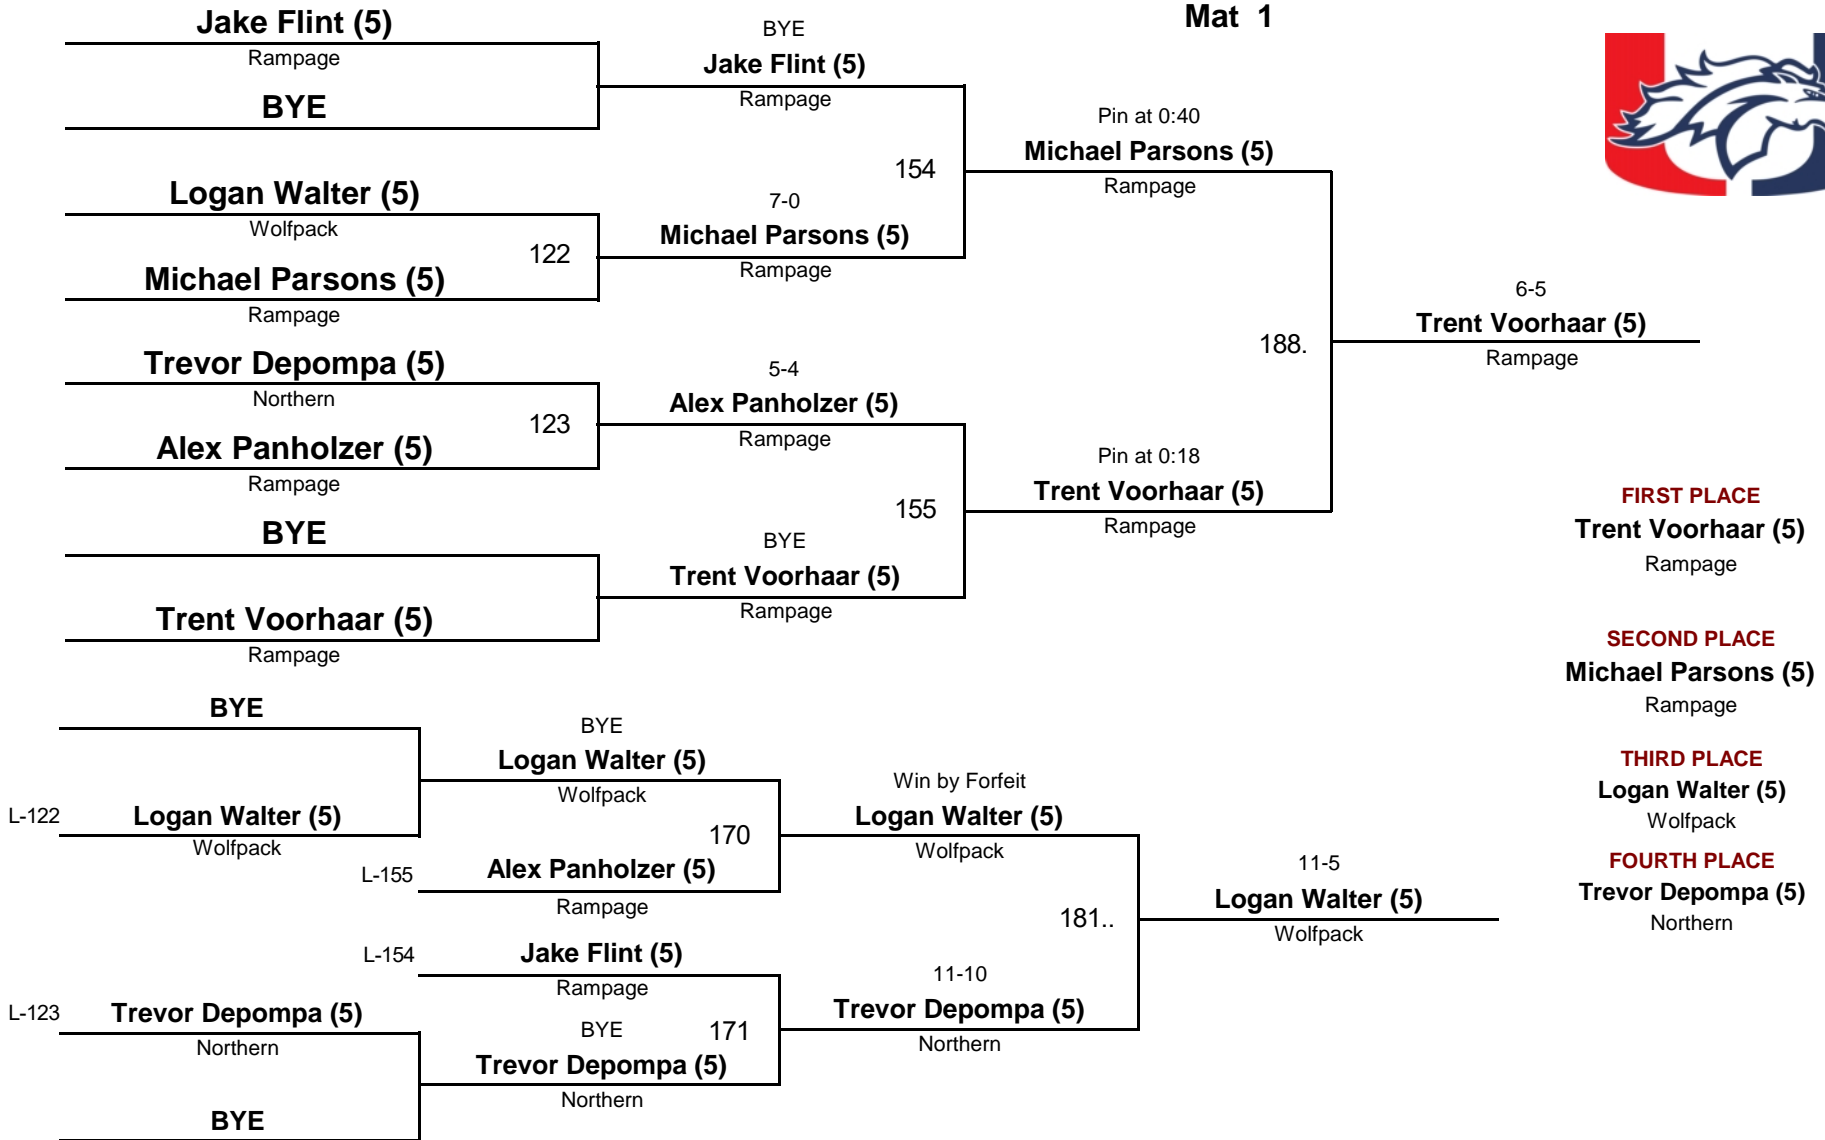 Mat 1
Jake Flint (5)
Rampage
BYE
Logan Walter (5)
Wolfpack
122
Michael Parsons (5)
Rampage
Trevor Depompa (5)
Northern
123
Alex Panholzer (5)
Rampage
BYE
Trent Voorhaar (5)
Rampage
BYE
Jake Flint (5)
Rampage
154
7-0
Michael Parsons (5)
Rampage
5-4
Alex Panholzer (5)
Rampage
155
BYE
Trent Voorhaar (5)
Rampage
Pin at 0:40
Michael Parsons (5)
Rampage
188.
Pin at 0:18
Trent Voorhaar (5)
Rampage
6-5
Trent Voorhaar (5)
Rampage
FIRST PLACE
Trent Voorhaar (5)
Rampage
SECOND PLACE
Michael Parsons (5)
Rampage
THIRD PLACE
Logan Walter (5)
Wolfpack
FOURTH PLACE
Trevor Depompa (5)
Northern
BYE
L-122
Logan Walter (5)
Wolfpack
BYE
Logan Walter (5)
Wolfpack
170
L-155
Alex Panholzer (5)
Rampage
L-154
Jake Flint (5)
Rampage
L-123
Trevor Depompa (5)
Northern
BYE
171
Trevor Depompa (5)
Northern
BYE
Win by Forfeit
Logan Walter (5)
Wolfpack
181..
11-10
Trevor Depompa (5)
Northern
11-5
Logan Walter (5)
Wolfpack